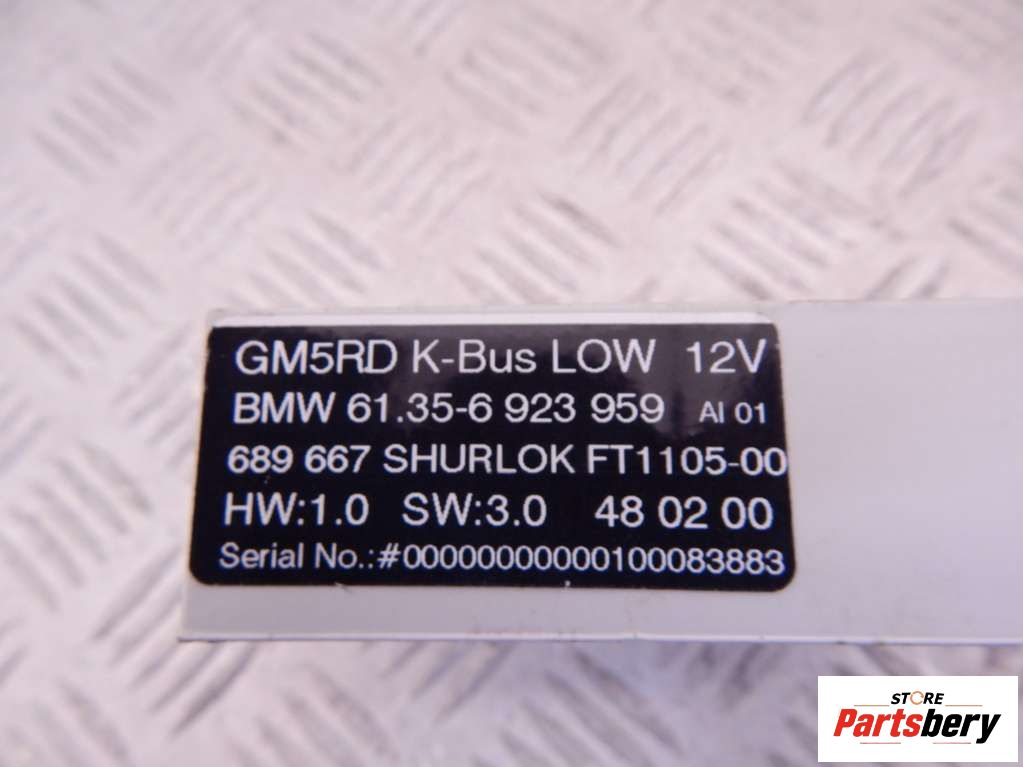 GM5RD K-Bus LOW 12V
BMW 61.35-6 923 959 AI 01
689 667 SHURLOK FT1105-00
HW:1.0 SW:3.0 48 02 00
Serial No.:#00000000000100083883
STORE
Partsbery